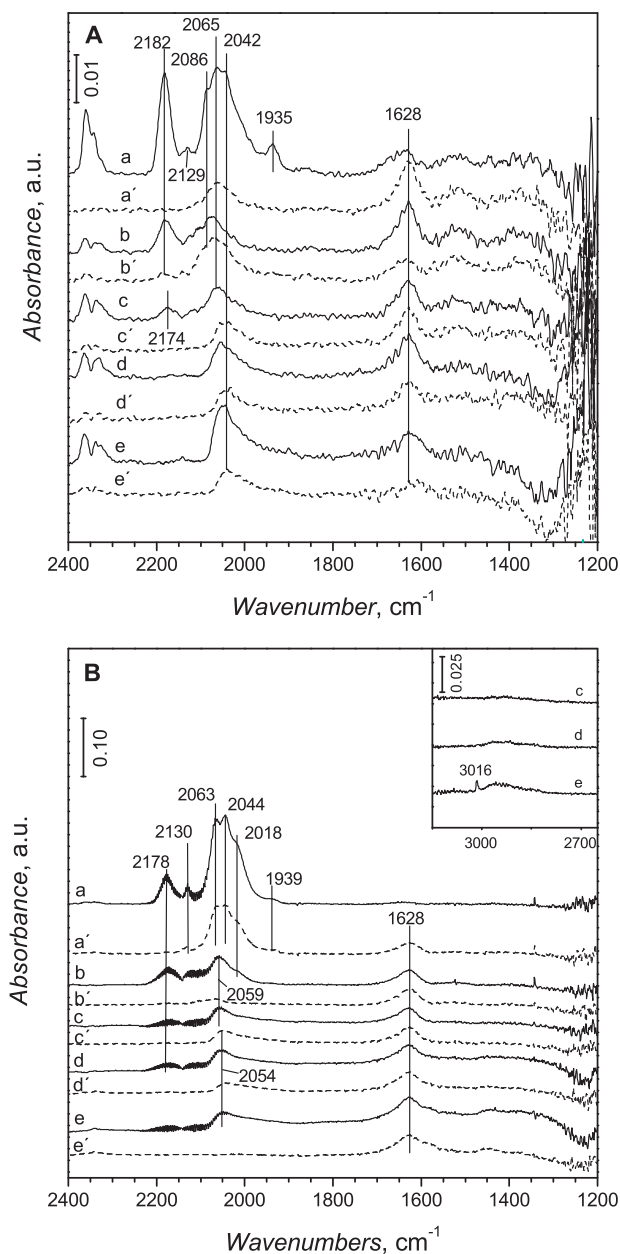 A
0.01
2065
2182
2042
2086
1935
1628
a
2129
a´
b
b´
c
2174
c´
d
d´
e
e´
Absorbance, a.u.
2400 2200 2000 1800 1600 1400 1200
Wavenumber, cm-1
B
0.10
0.025
c
d
3016
e
3000 2700
2063
2044
2130
2018
2178
1939
a
1628
a´
b
2059
b´
c
c´
d
2054
d´
e
e´
Absorbance, a.u.
2400 2200 2000 1800 1600 1400 1200
Wavenumbers, cm-1